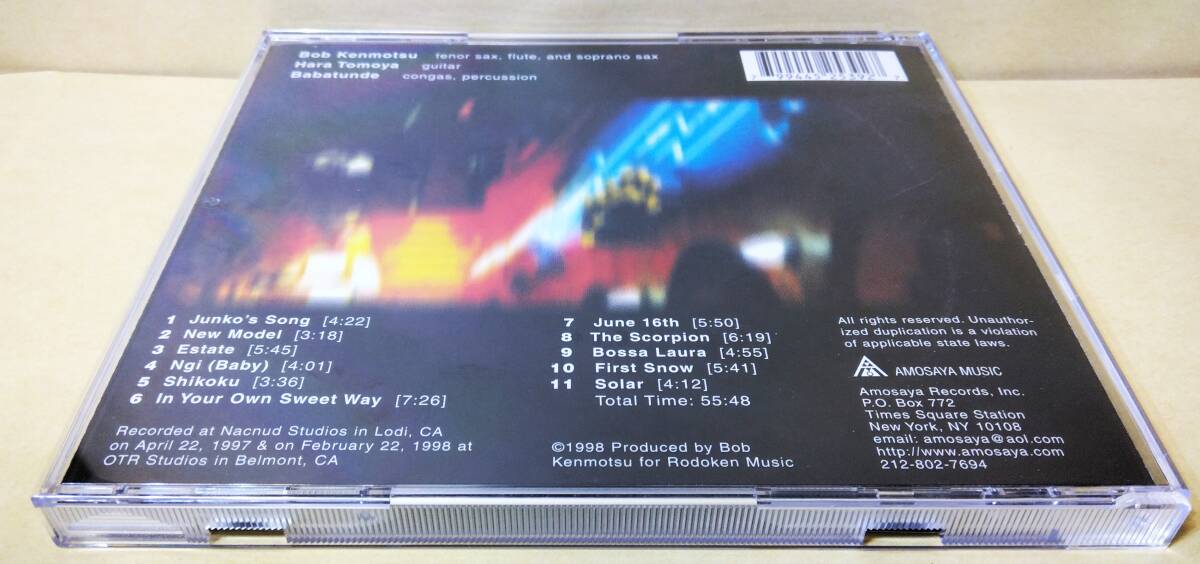 Bob Kenmotsu tenor sax, flute, and soprano sax
Hara Tomoya guitar
Babatunde congas, percussion
1 Junko's Song [4:22]
2 New Model [3:18]
3 Estate [5:45]
4 Ngi (Baby) [4:01]
5 Shikoku [3:36]
6 In Your Own Sweet Way [7:26]
Recorded at Nacnud Studios in Lodi, CA
on April 22, 1997 & on February 22, 1998 at
OTR Studios in Belmont, CA
7 June 16th [5:50]
8 The Scorpion [6:19]
9 Bossa Laura [4:55]
10 First Snow [5:41]
11 Solar [4:12]
Total Time: 55:48
©1998 Produced by Bob
Kenmotsu for Rodoken Music
All rights reserved. Unauthor-
ized duplication is a violation
of applicable state laws.
AMOSAYA MUSIC
Amosaya Records, Inc.
P.O. Box 772
Times Square Station
New York, NY 10108
email: amosaya@aol.com
http://www.amosaya.com
212-802-7694